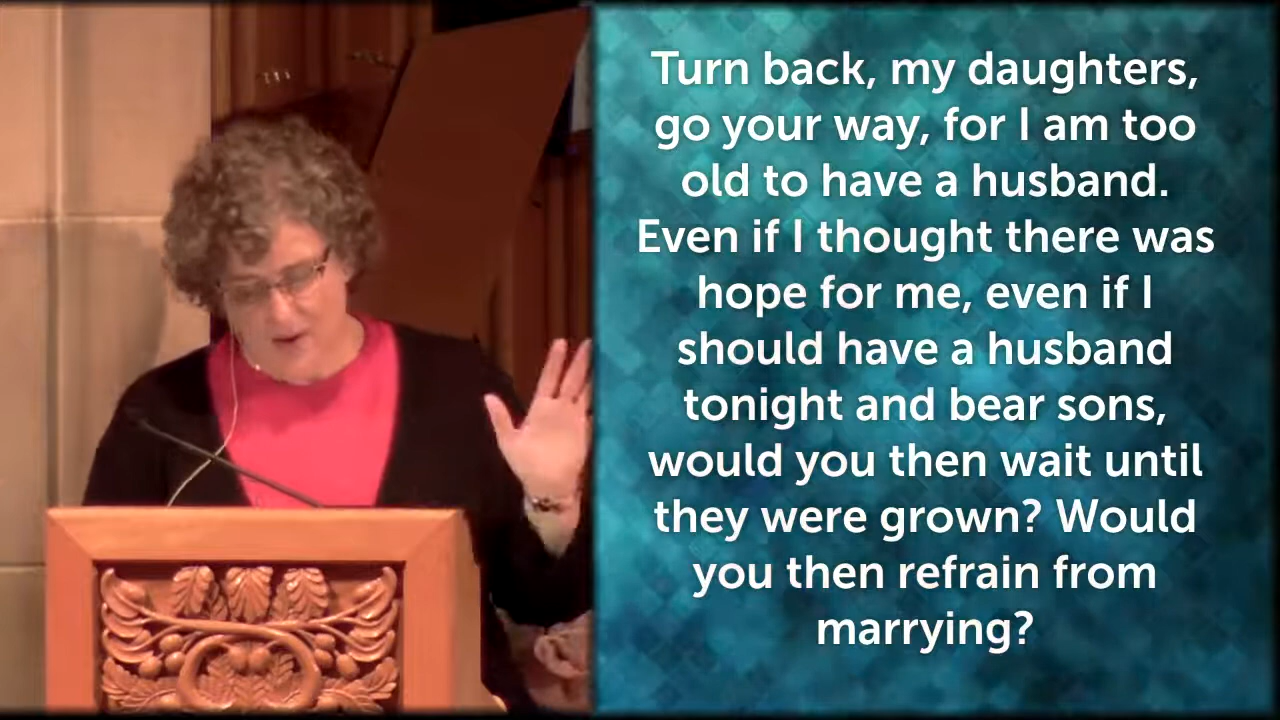 Turn back, my daughters,
go your way, for I am too
old to have a husband.
Even if I thought there was
hope for me, even if I
should have a husband
tonight and bear sons,
would you then wait until
they were grown? Would
you then refrain from
marrying?